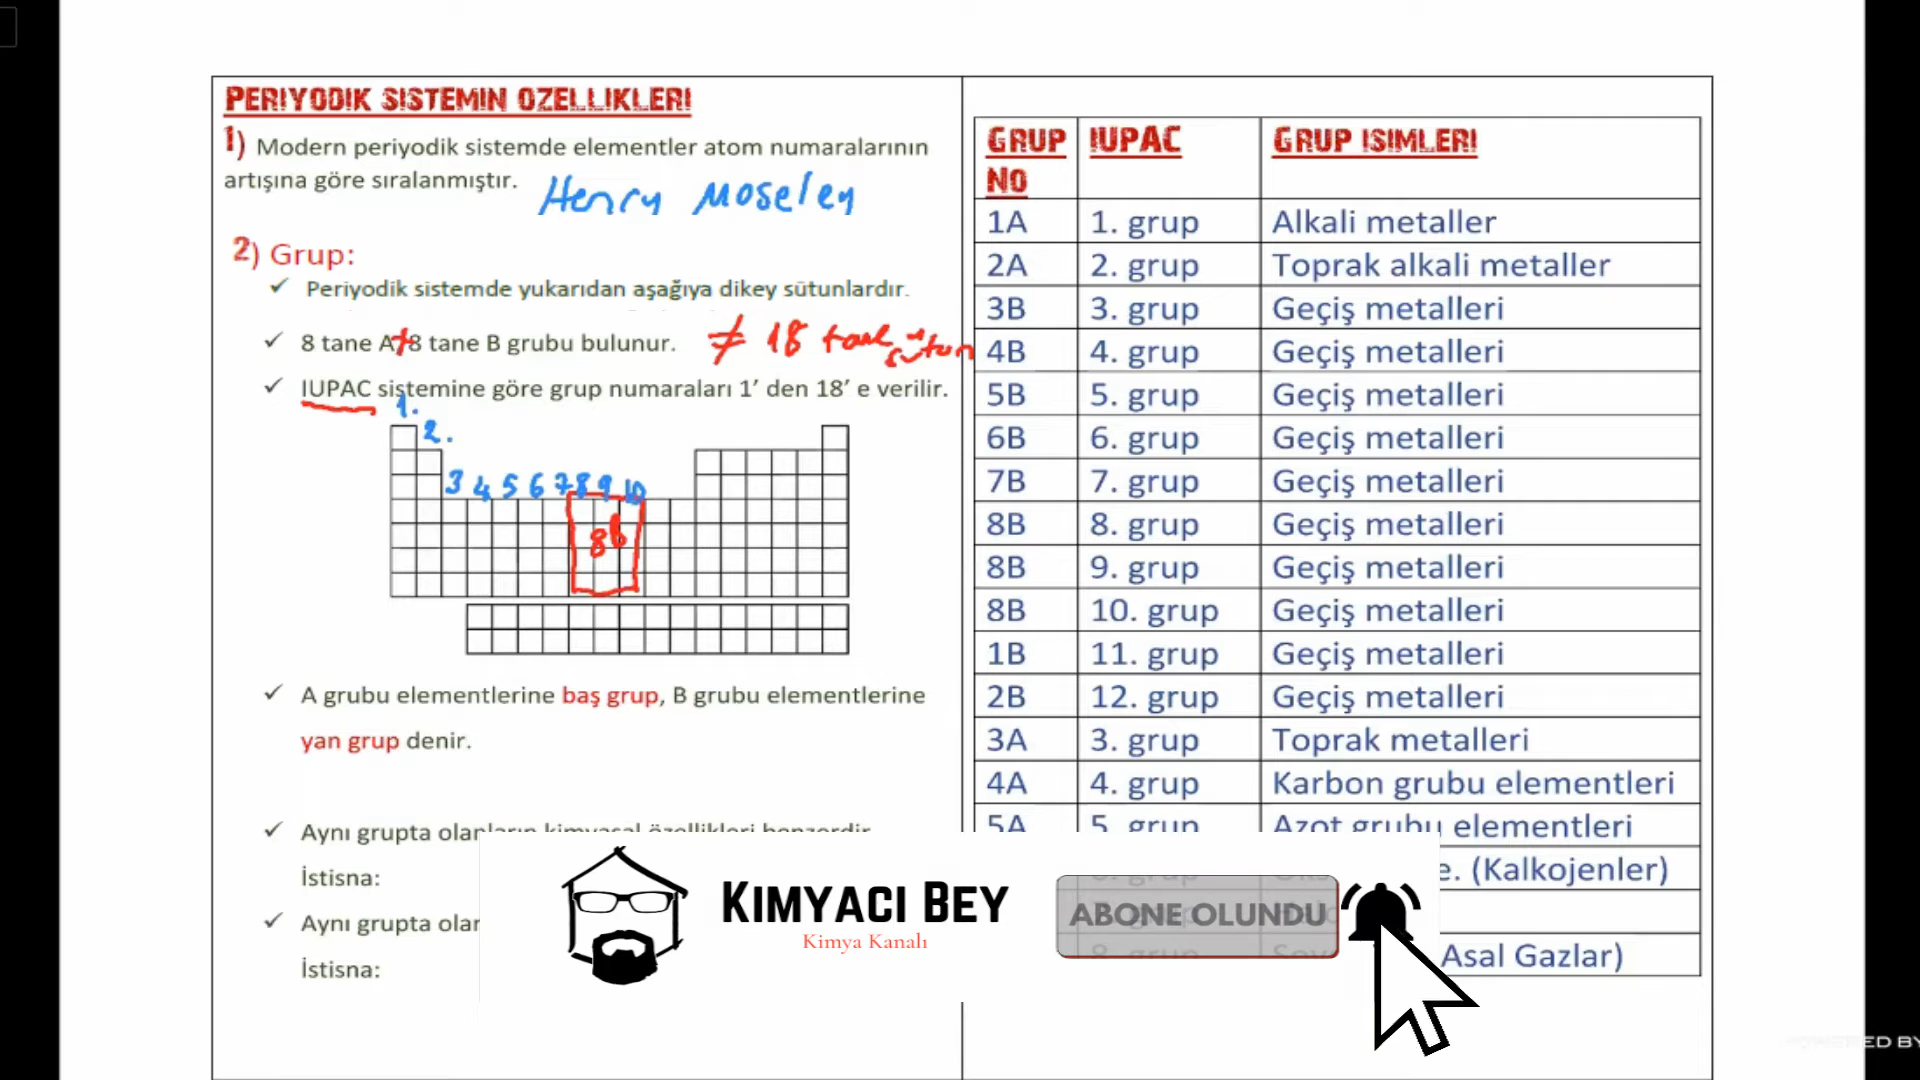 PERIYODIK SISTEMIN OZELLIKLERI
1) Modern periyodik sistemde elementler atom numaralarının
artışına göre sıralanmıştır. Henry Moseley
2) Grup:
✓ Periyodik sistemde yukarıdan aşağıya dikey sütunlardır.
✓ 8 tane A + 8 tane B grubu bulunur. ≠ 18 tane sütun
✓ IUPAC sistemine göre grup numaraları 1’ den 18’ e verilir.
1.
2.
3 4 5 6 7 8 9 10
8B
✓ A grubu elementlerine baş grup, B grubu elementlerine
yan grup denir.
✓ Aynı grupta olanların kimyasal özellikleri benzerdir.
İstisna:
✓ Aynı grupta olan
İstisna:
GRUP NO IUPAC GRUP ISIMLERI
1A 1. grup Alkali metaller
2A 2. grup Toprak alkali metaller
3B 3. grup Geçiş metalleri
4B 4. grup Geçiş metalleri
5B 5. grup Geçiş metalleri
6B 6. grup Geçiş metalleri
7B 7. grup Geçiş metalleri
8B 8. grup Geçiş metalleri
8B 9. grup Geçiş metalleri
8B 10. grup Geçiş metalleri
1B 11. grup Geçiş metalleri
2B 12. grup Geçiş metalleri
3A 3. grup Toprak metalleri
4A 4. grup Karbon grubu elementleri
5A 5. grup Azot grubu elementleri
e. (Kalkojenler)
Asal Gazlar)
KIMYACI BEY
Kimya Kanalı
ABONE OLUNDU
POWERED BY